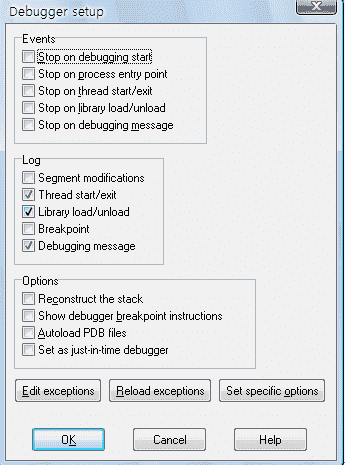 Debugger setup
Events
Stop on debugging start
Stop on process entry point
Stop on thread start/exit
Stop on library load/unload
Stop on debugging message
Log
Segment modifications
Thread start/exit
Library load/unload
Breakpoint
Debugging message
Options
Reconstruct the stack
Show debugger breakpoint instructions
Autoload PDB files
Set as just-in-time debugger
Edit exceptions Reload exceptions Set specific options
OK Cancel Help